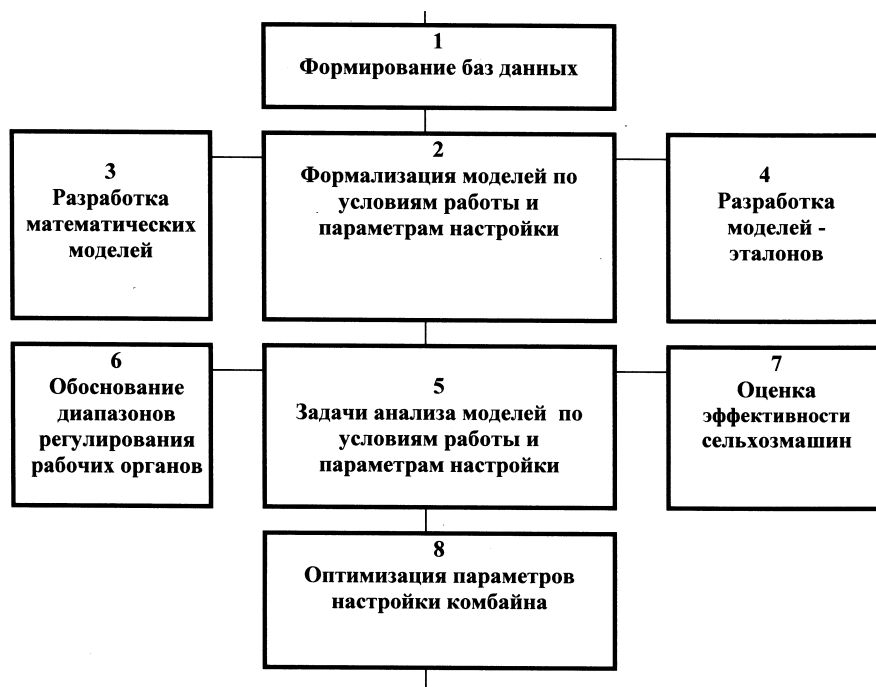 1
Формирование баз данных
2
Формализация моделей по
условиям работы и
параметрам настройки
3
Разработка
математических
моделей
4
Разработка
моделей -
эталонов
5
Задачи анализа моделей по
условиям работы и
параметрам настройки
6
Обоснование
диапазонов
регулирования
рабочих органов
7
Оценка
эффективности
сельхозмашин
8
Оптимизация параметров
настройки комбайна